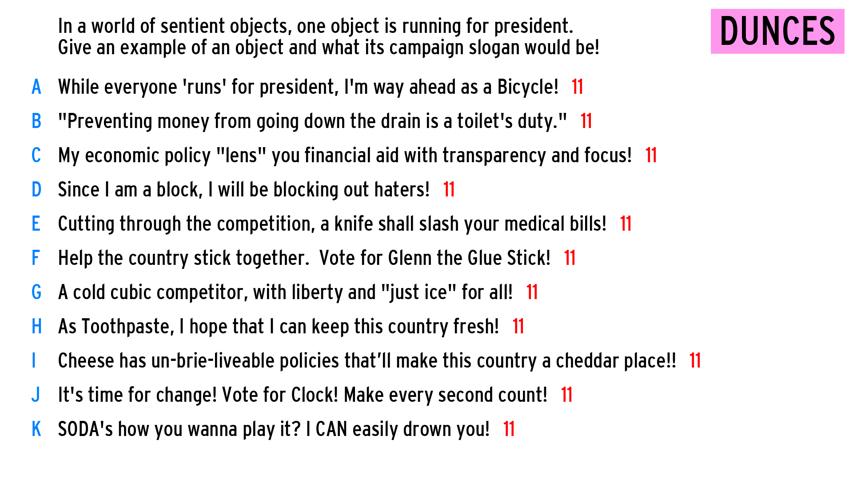 In a world of sentient objects, one object is running for president.
Give an example of an object and what its campaign slogan would be!
DUNCES
A While everyone 'runs' for president, I'm way ahead as a Bicycle! 11
B "Preventing money from going down the drain is a toilet's duty." 11
C My economic policy "lens" you financial aid with transparency and focus! 11
D Since I am a block, I will be blocking out haters! 11
E Cutting through the competition, a knife shall slash your medical bills! 11
F Help the country stick together.  Vote for Glenn the Glue Stick! 11
G A cold cubic competitor, with liberty and "just ice" for all! 11
H As Toothpaste, I hope that I can keep this country fresh! 11
I Cheese has un-brie-liveable policies that’ll make this country a cheddar place!! 11
J It's time for change! Vote for Clock! Make every second count! 11
K SODA's how you wanna play it? I CAN easily drown you! 11